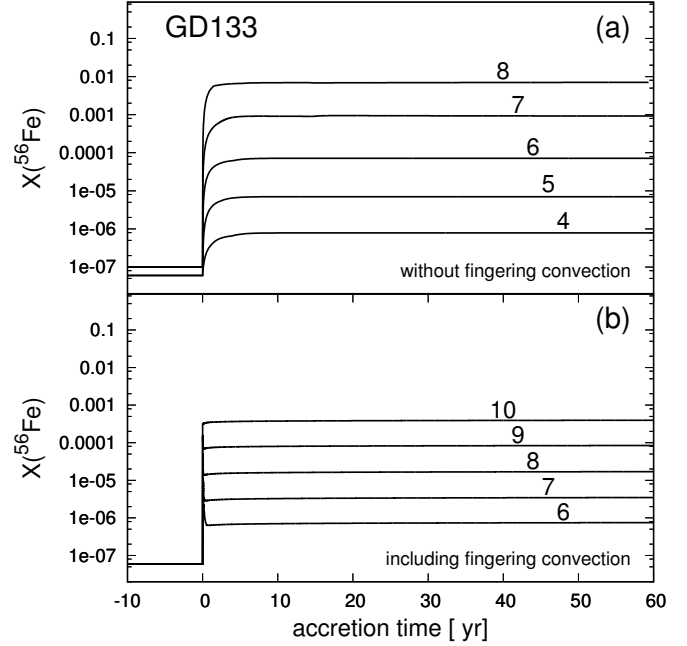 GD133
(a)
0.1
0.01
0.001
0.0001
1e-05
1e-06
1e-07
X(⁵⁶Fe)
8
7
6
5
4
without fingering convection
(b)
0.1
0.01
0.001
0.0001
1e-05
1e-06
1e-07
X(⁵⁶Fe)
10
9
8
7
6
including fingering convection
-10 0 10 20 30 40 50 60
accretion time [ yr]